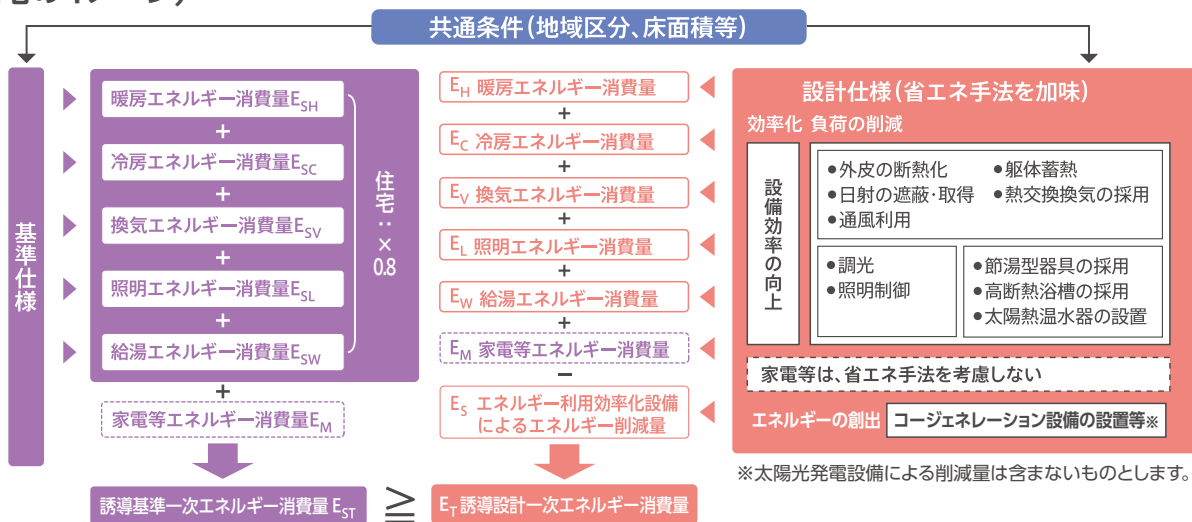 共通条件(地域区分、床面積等)
基準仕様
暖房エネルギー消費量ESH
+
冷房エネルギー消費量ESC
+
換気エネルギー消費量ESV
+
照明エネルギー消費量ESL
+
給湯エネルギー消費量ESW
住宅:×0.8
+
家電等エネルギー消費量EM
誘導基準一次エネルギー消費量 EST
≧
EH 暖房エネルギー消費量
+
EC 冷房エネルギー消費量
+
EV 換気エネルギー消費量
+
EL 照明エネルギー消費量
+
EW 給湯エネルギー消費量
+
EM 家電等エネルギー消費量
−
ES エネルギー利用効率化設備
によるエネルギー削減量
ET 誘導設計一次エネルギー消費量
設計仕様(省エネ手法を加味)
効率化 負荷の削減
設備効率の向上
●外皮の断熱化 ●躯体蓄熱
●日射の遮蔽・取得 ●熱交換換気の採用
●通風利用
●調光
●照明制御
●節湯型器具の採用
●高断熱浴槽の採用
●太陽熱温水器の設置
家電等は、省エネ手法を考慮しない
エネルギーの創出 コージェネレーション設備の設置等※
※太陽光発電設備による削減量は含まないものとします。